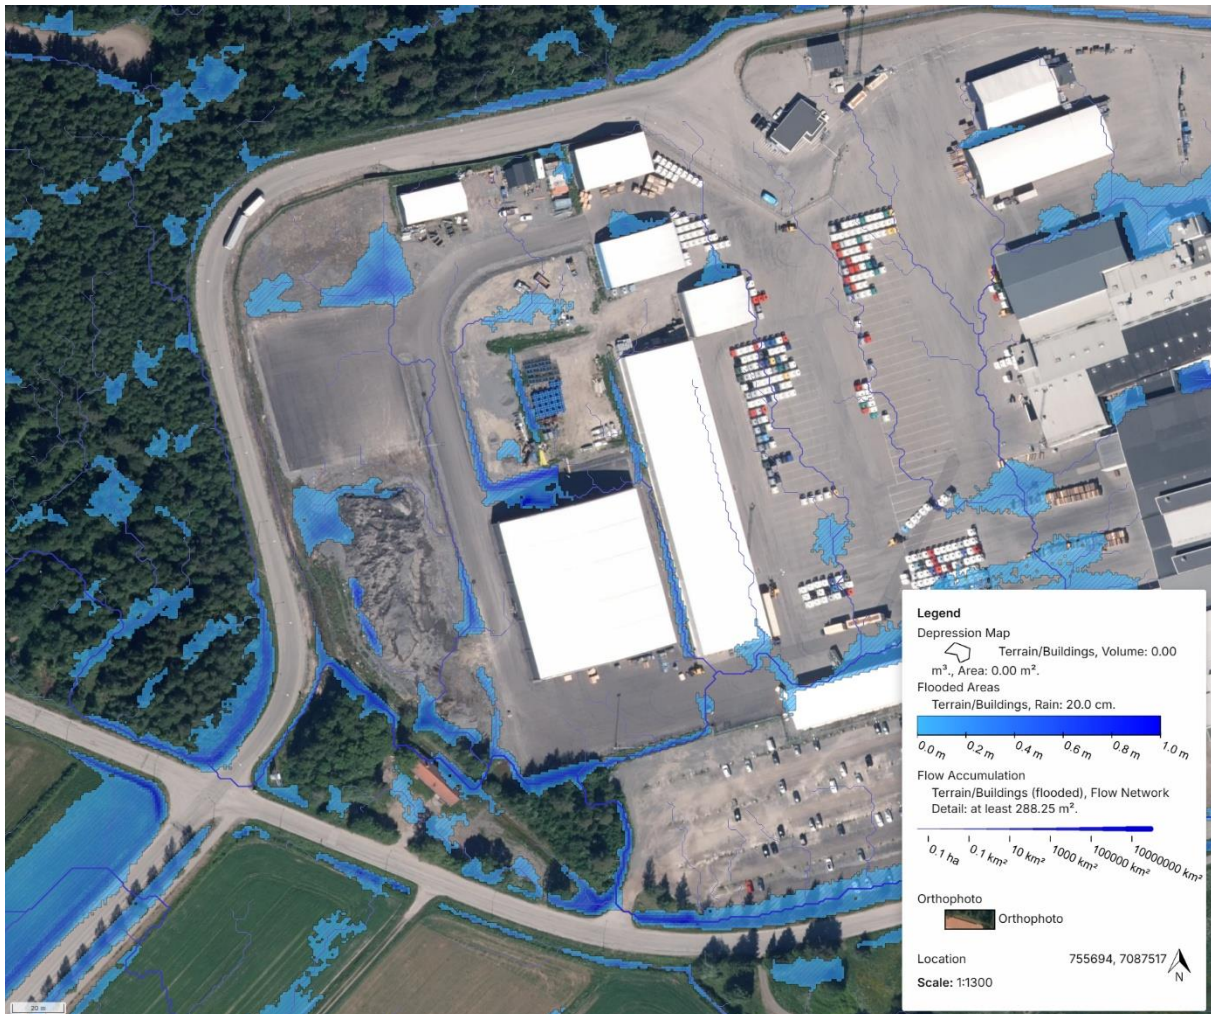 Legend
Depression Map
Terrain/Buildings, Volume: 0.00
m³., Area: 0.00 m².
Flooded Areas
Terrain/Buildings, Rain: 20.0 cm.
0.0 m 0.2 m 0.4 m 0.6 m 0.8 m 1.0 m
Flow Accumulation
Terrain/Buildings (flooded), Flow Network
Detail: at least 288.25 m².
0.1 ha 0.1 km² 10 km² 1000 km² 100000 km² 10000000 km²
Orthophoto
Orthophoto
Location 755694, 7087517
N
Scale: 1:1300
20 m